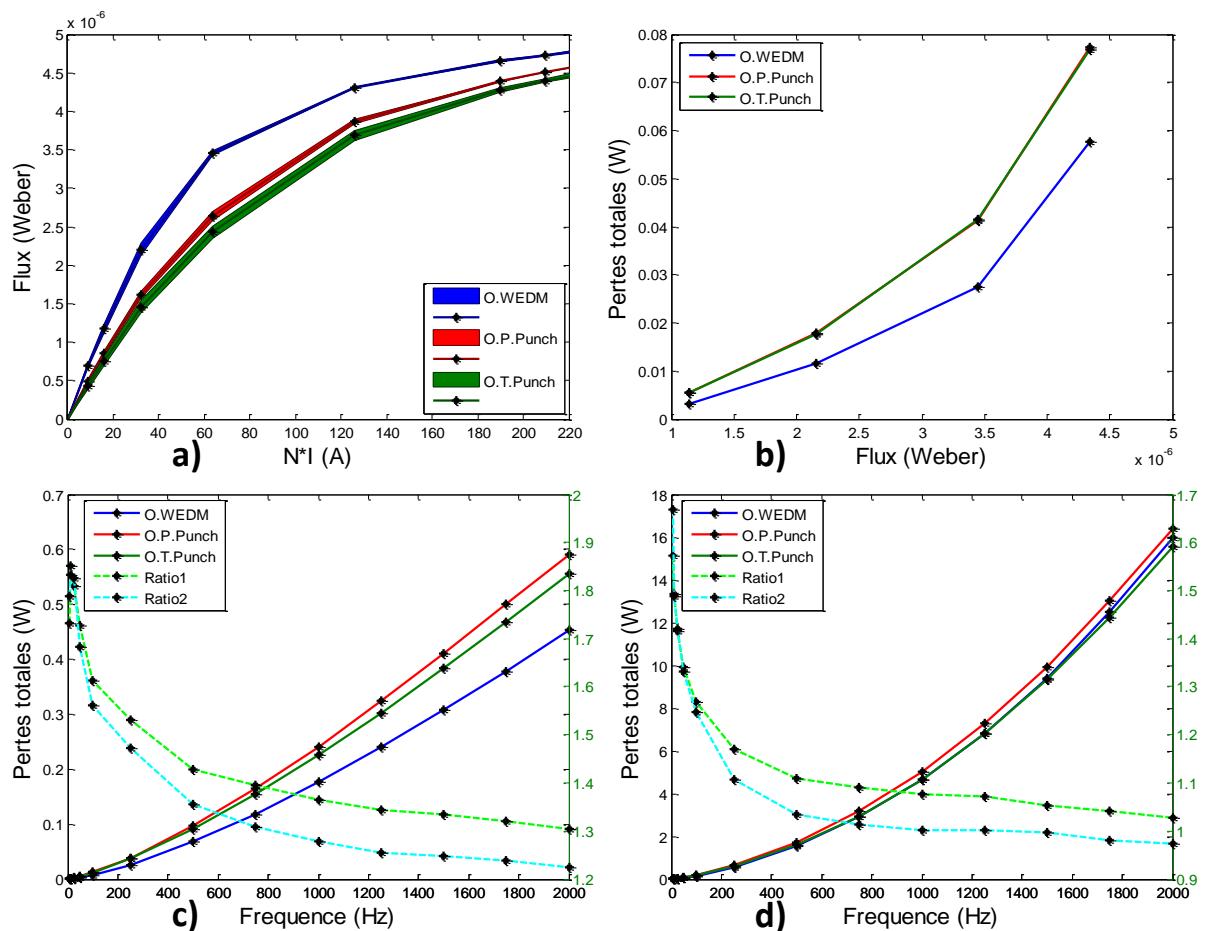 x 10⁻⁶
5
4.5
4
3.5
3
2.5
2
1.5
1
0.5
0
0 20 40 60 80 100 120 140 160 180 200 220
Flux (Weber)
N*I (A)
O.WEDM
O.P.Punch
O.T.Punch
a)
0.08
0.07
0.06
0.05
0.04
0.03
0.02
0.01
0
1 1.5 2 2.5 3 3.5 4 4.5 5
x 10⁻⁶
Pertes totales (W)
Flux (Weber)
O.WEDM
O.P.Punch
O.T.Punch
b)
0.7
0.6
0.5
0.4
0.3
0.2
0.1
0
0 200 400 600 800 1000 1200 1400 1600 1800 2000
2
1.9
1.8
1.7
1.6
1.5
1.4
1.3
1.2
Pertes totales (W)
Frequence (Hz)
O.WEDM
O.P.Punch
O.T.Punch
Ratio1
Ratio2
c)
18
16
14
12
10
8
6
4
2
0
0 200 400 600 800 1000 1200 1400 1600 1800 2000
1.7
1.6
1.5
1.4
1.3
1.2
1.1
1
0.9
Pertes totales (W)
Frequence (Hz)
O.WEDM
O.P.Punch
O.T.Punch
Ratio1
Ratio2
d)